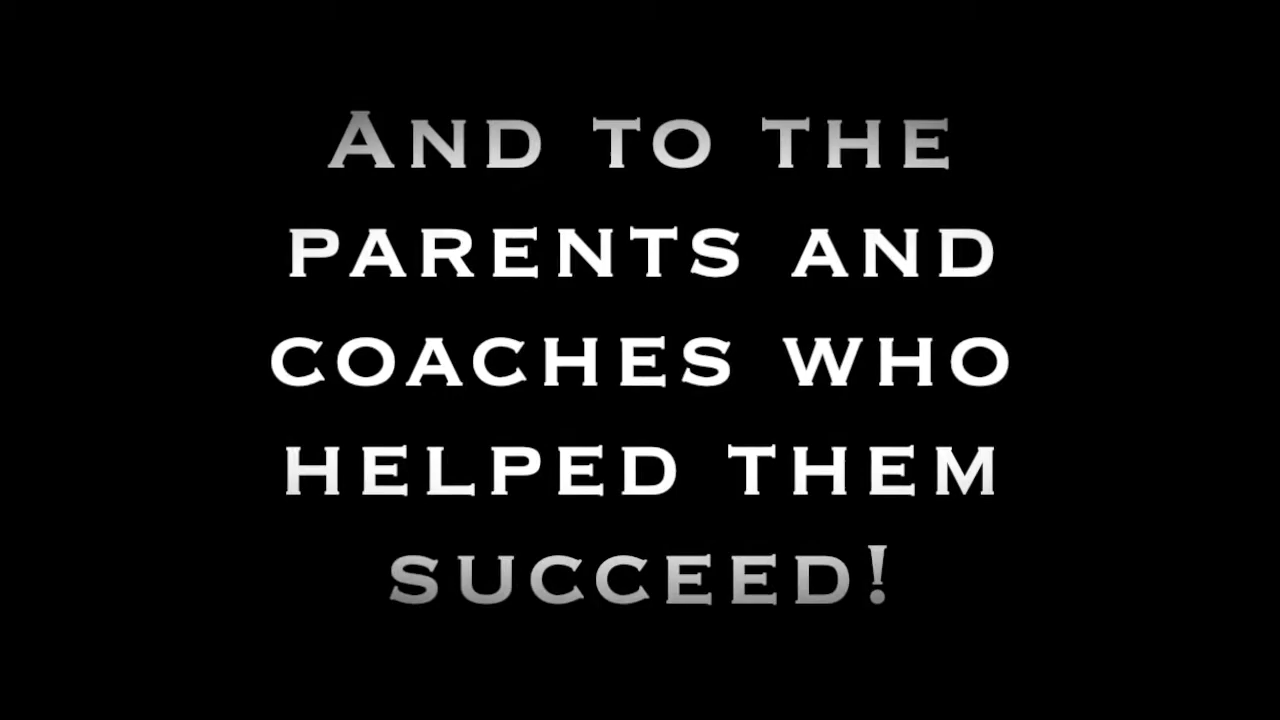 And to the
parents and
coaches who
helped them
succeed!